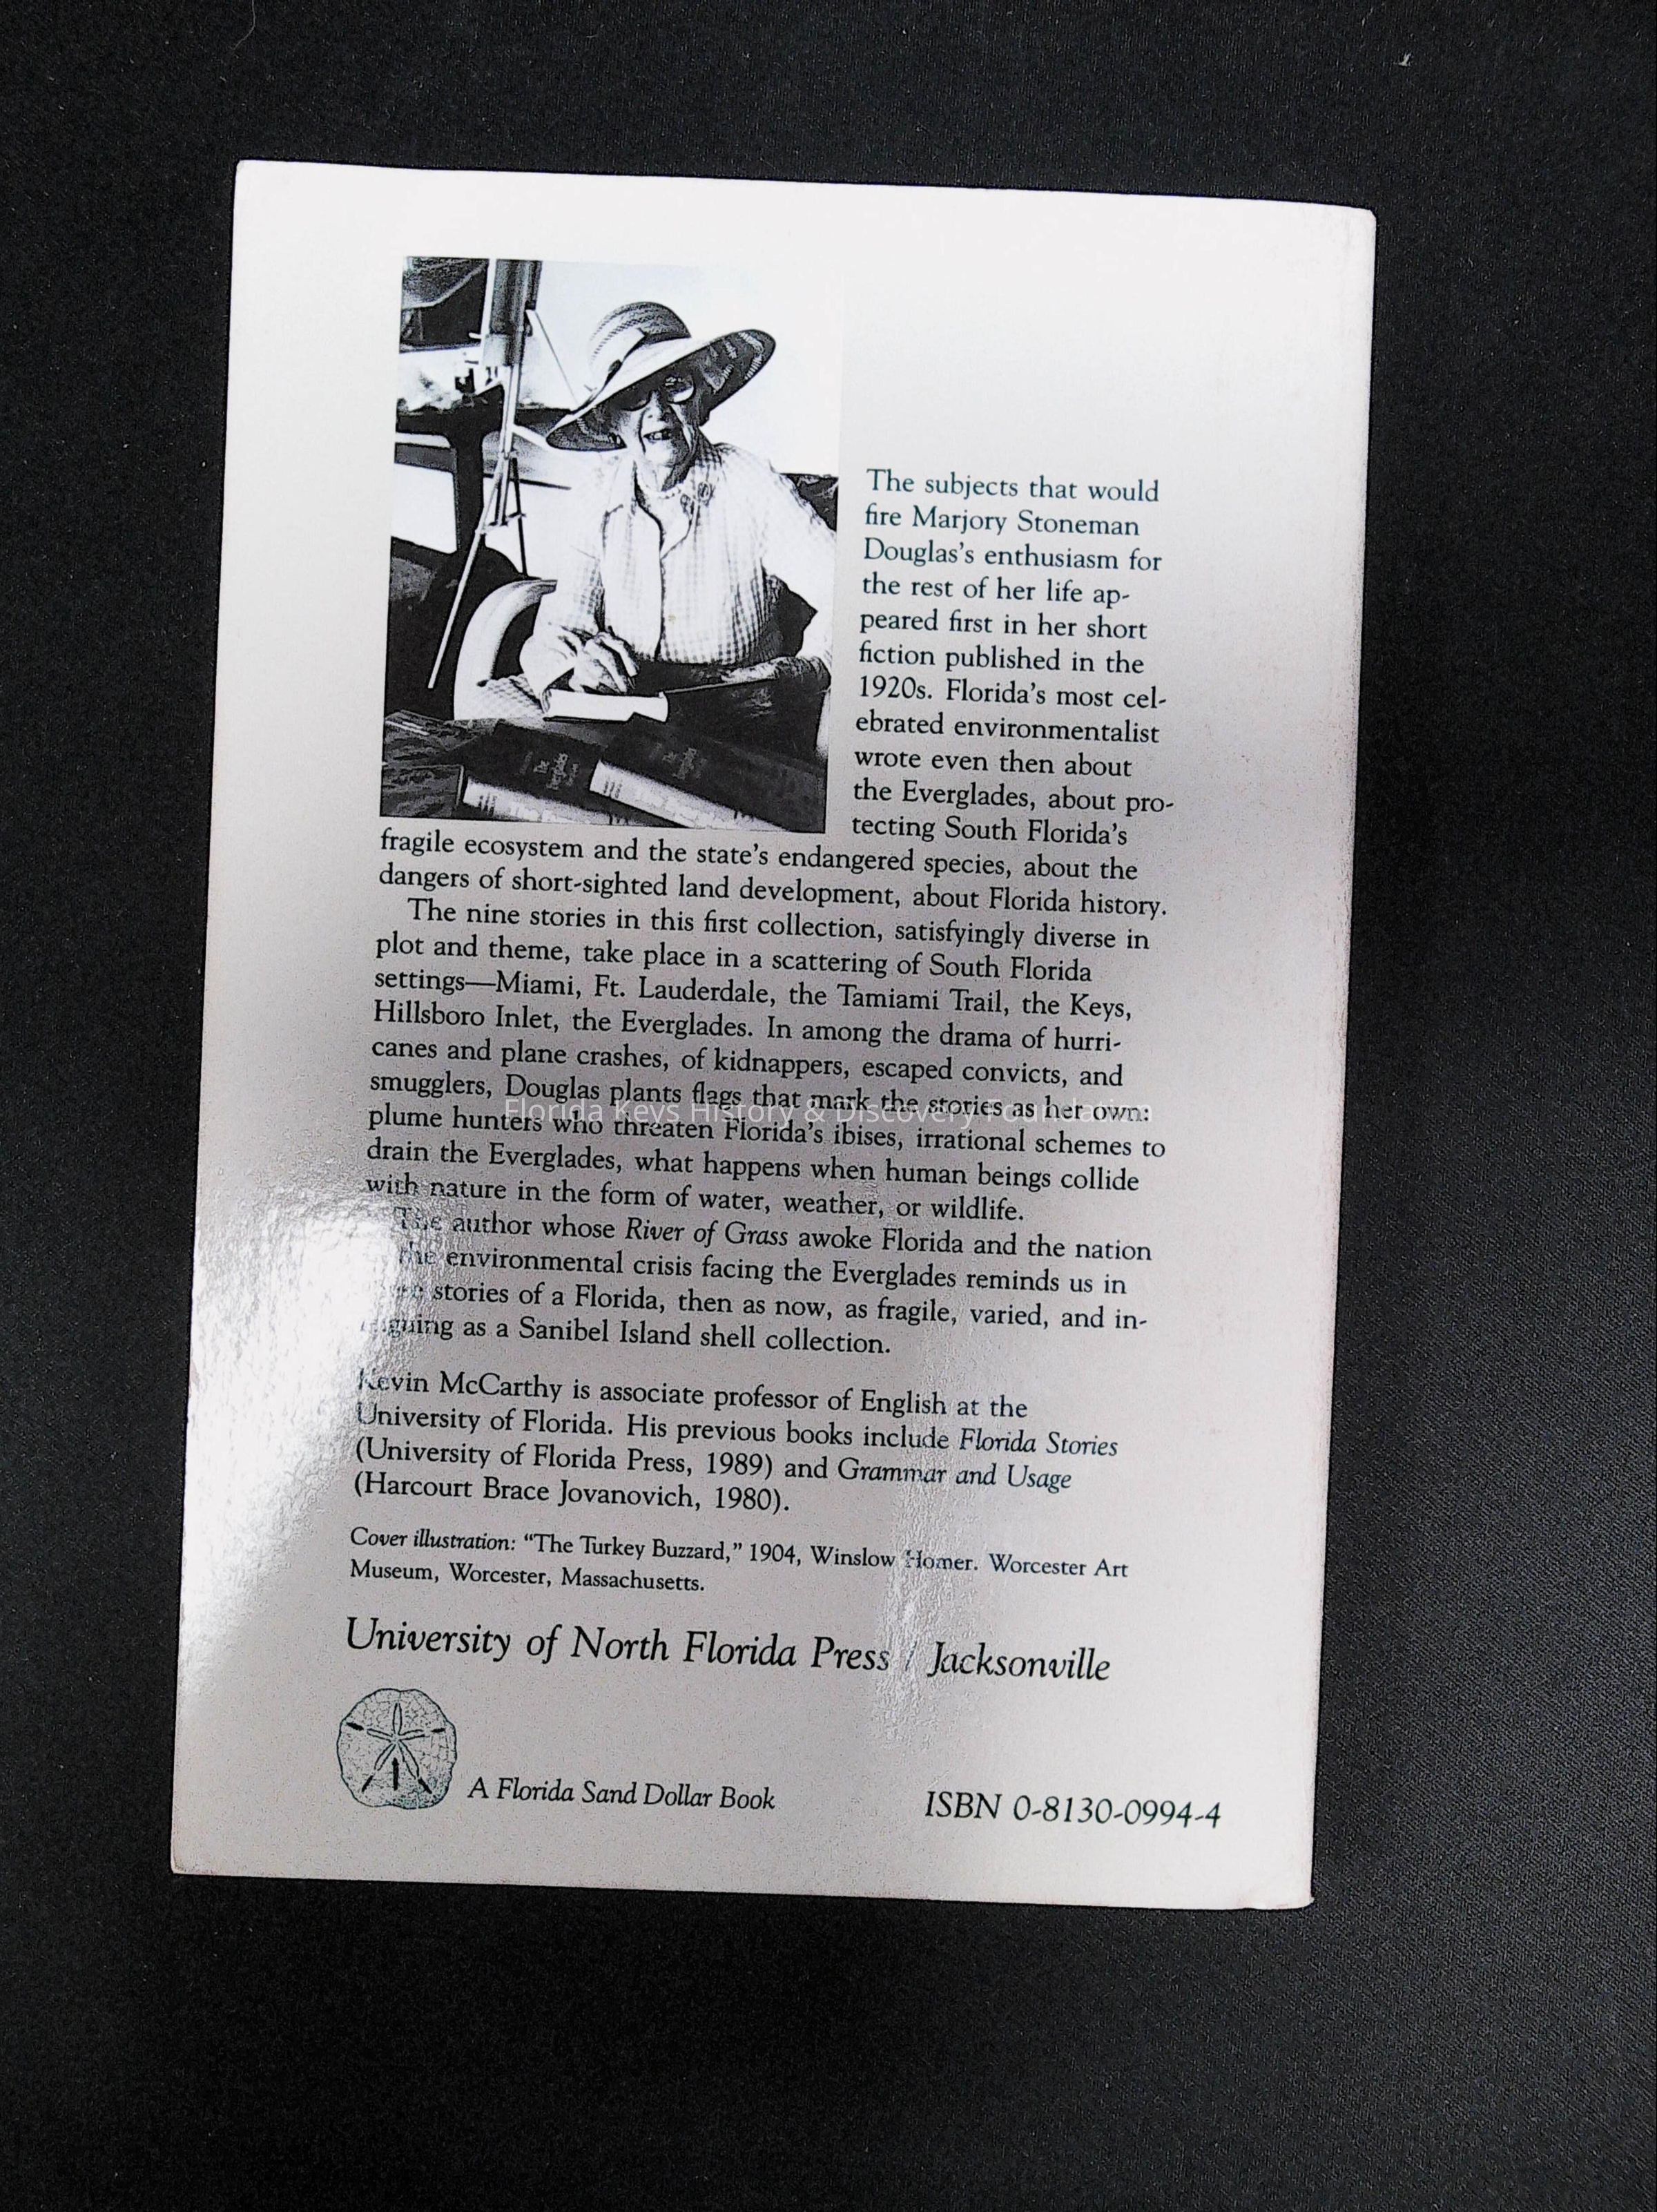 The subjects that would
fire Marjory Stoneman
Douglas's enthusiasm for
the rest of her life ap-
peared first in her short
fiction published in the
1920s. Florida's most cel-
ebrated environmentalist
wrote even then about
the Everglades, about pro-
tecting South Florida's
fragile ecosystem and the state's endangered species, about the
dangers of short-sighted land development, about Florida history.
The nine stories in this first collection, satisfyingly diverse in
plot and theme, take place in a scattering of South Florida
settings—Miami, Ft. Lauderdale, the Tamiami Trail, the Keys,
Hillsboro Inlet, the Everglades. In among the drama of hurri-
canes and plane crashes, of kidnappers, escaped convicts, and
smugglers, Douglas plants flags that mark the stories as her own:
Florida Keys History & Discovery Foundation
plume hunters who threaten Florida's ibises, irrational schemes to
drain the Everglades, what happens when human beings collide
with nature in the form of water, weather, or wildlife.
The author whose River of Grass awoke Florida and the nation
the environmental crisis facing the Everglades reminds us in
stories of a Florida, then as now, as fragile, varied, and in-
as a Sanibel Island shell collection.
Kevin McCarthy is associate professor of English at the
University of Florida. His previous books include Florida Stories
(University of Florida Press, 1989) and Grammar and Usage
(Harcourt Brace Jovanovich, 1980).
Cover illustration: "The Turkey Buzzard," 1904, Winslow Homer. Worcester Art
Museum, Worcester, Massachusetts.
University of North Florida Press / Jacksonville
A Florida Sand Dollar Book
ISBN 0-8130-0994-4